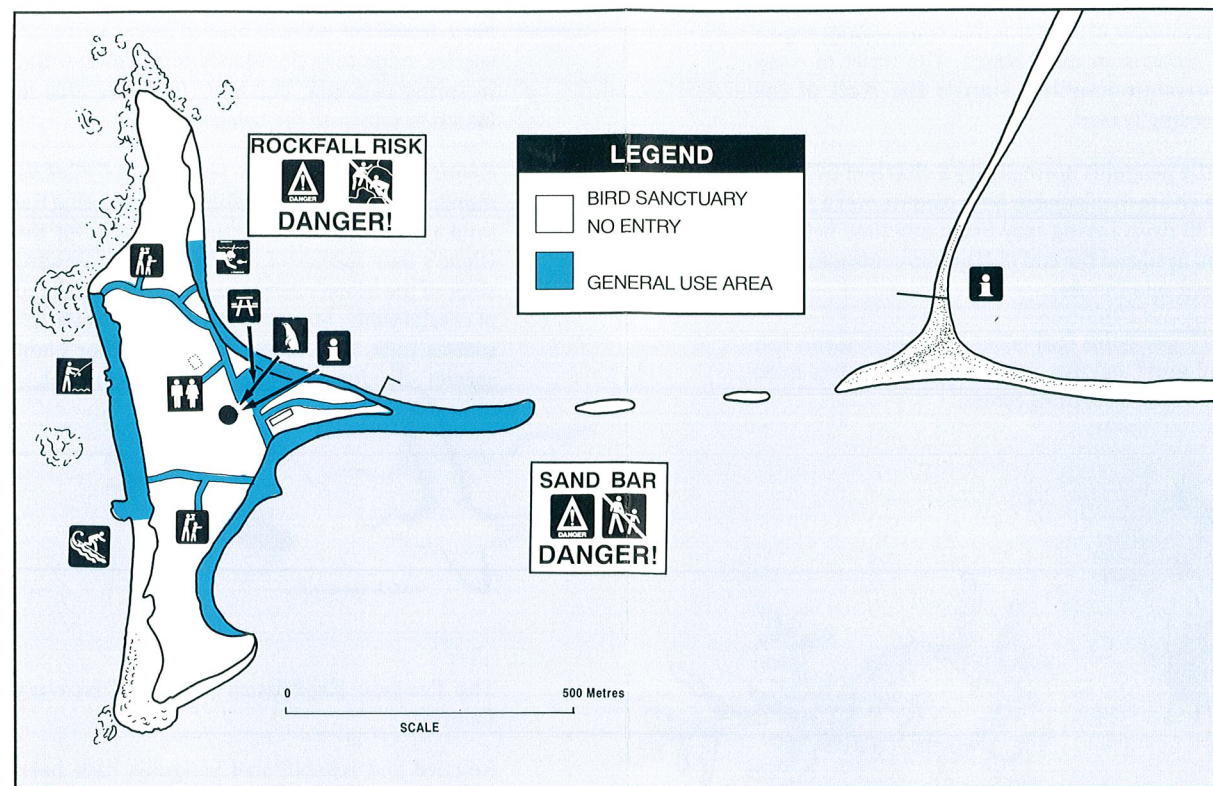 ROCKFALL RISK
DANGER
DANGER!
LEGEND
BIRD SANCTUARY
NO ENTRY
GENERAL USE AREA
SAND BAR
DANGER
DANGER!
0
500 Metres
SCALE